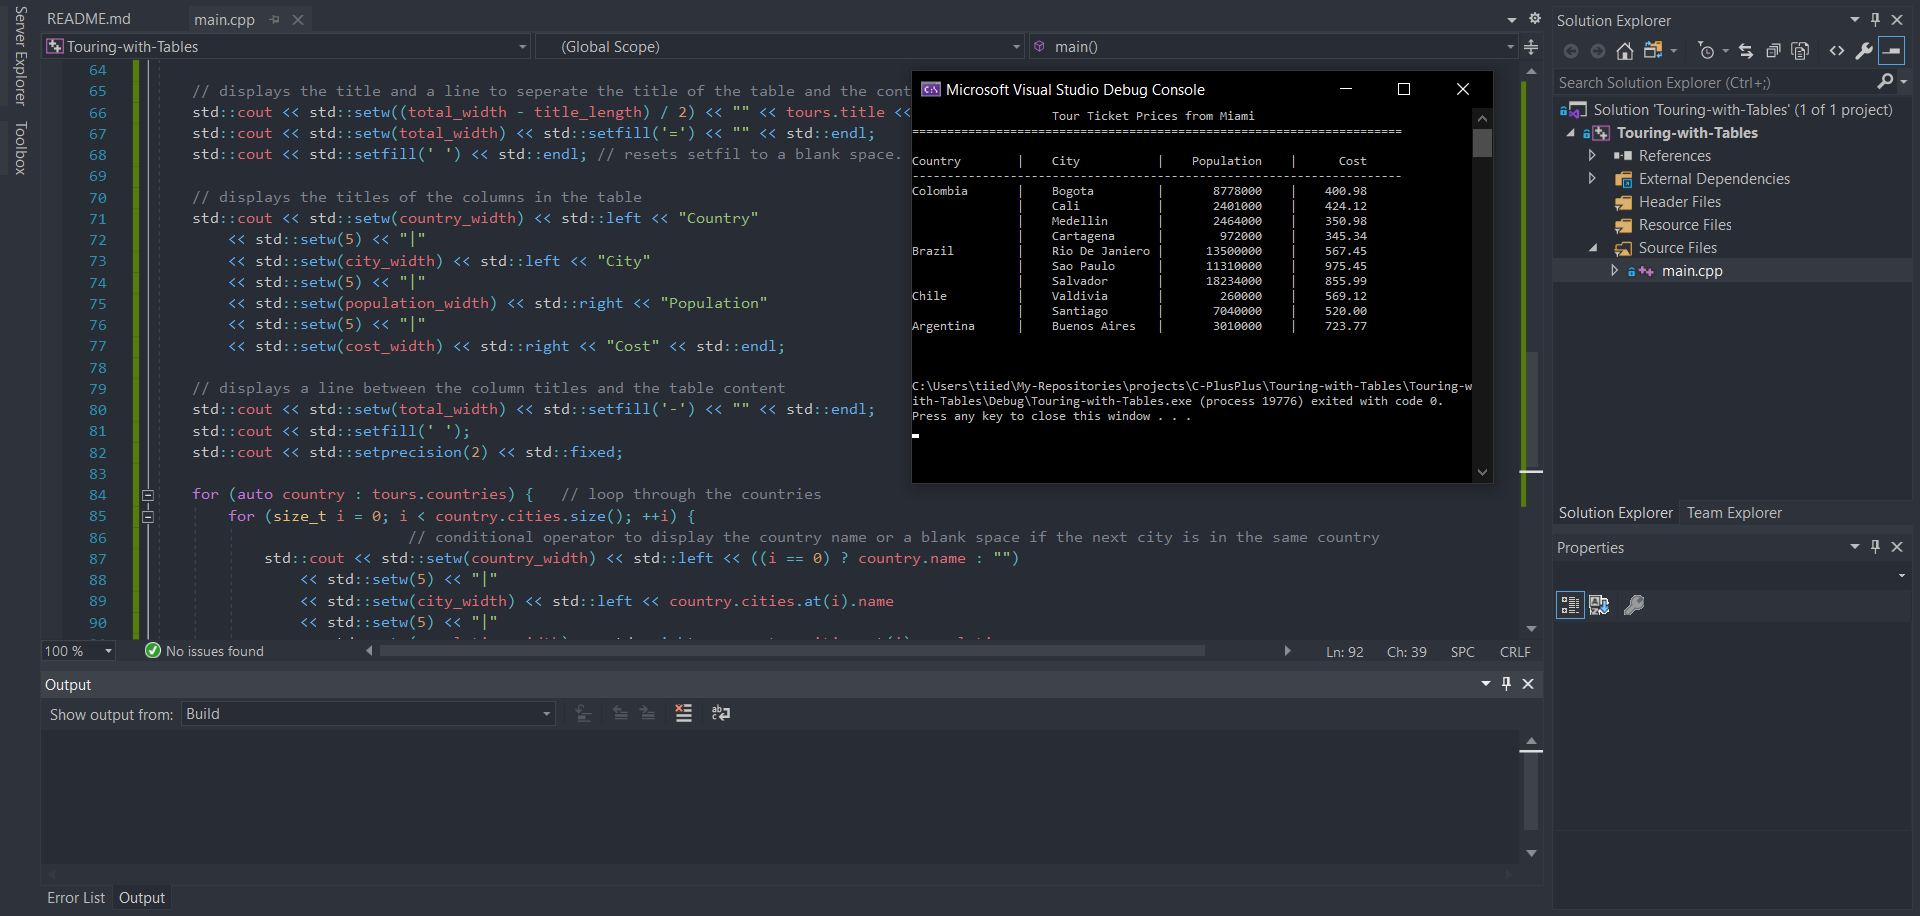 Server Explorer
Toolbox
README.md
main.cpp
Touring-with-Tables
(Global Scope)
main()
64
65 // displays the title and a line to seperate the title of the table and the cont
66 std::cout << std::setw((total_width - title_length) / 2) << "" << tours.title <<
67 std::cout << std::setw(total_width) << std::setfill('=') << "" << std::endl;
68 std::cout << std::setfill(' ') << std::endl; // resets setfil to a blank space.
69
70 // displays the titles of the columns in the table
71 std::cout << std::setw(country_width) << std::left << "Country"
72 << std::setw(5) << "|"
73 << std::setw(city_width) << std::left << "City"
74 << std::setw(5) << "|"
75 << std::setw(population_width) << std::right << "Population"
76 << std::setw(5) << "|"
77 << std::setw(cost_width) << std::right << "Cost" << std::endl;
78
79 // displays a line between the column titles and the table content
80 std::cout << std::setw(total_width) << std::setfill('-') << "" << std::endl;
81 std::cout << std::setfill(' ');
82 std::cout << std::setprecision(2) << std::fixed;
83
84 for (auto country : tours.countries) { // loop through the countries
85 for (size_t i = 0; i < country.cities.size(); ++i) {
86 // conditional operator to display the country name or a blank space if the next city is in the same country
87 std::cout << std::setw(country_width) << std::left << ((i == 0) ? country.name : "")
88 << std::setw(5) << "|"
89 << std::setw(city_width) << std::left << country.cities.at(i).name
90 << std::setw(5) << "|"
Microsoft Visual Studio Debug Console
Tour Ticket Prices from Miami
======================================================================
Country | City | Population | Cost
----------------------------------------------------------------------
Colombia | Bogota | 8778000 | 400.98
| Cali | 2401000 | 424.12
| Medellin | 2464000 | 350.98
| Cartagena | 972000 | 345.34
Brazil | Rio De Janiero | 13500000 | 567.45
| Sao Paulo | 11310000 | 975.45
| Salvador | 18234000 | 855.99
Chile | Valdivia | 260000 | 569.12
| Santiago | 7040000 | 520.00
Argentina | Buenos Aires | 3010000 | 723.77
C:\Users\tiied\My-Repositories\projects\C-PlusPlus\Touring-with-Tables\Touring-w
ith-Tables\Debug\Touring-with-Tables.exe (process 19776) exited with code 0.
Press any key to close this window . . .
100 %
No issues found
Ln: 92 Ch: 39 SPC CRLF
Output
Show output from: Build
Error List Output
Solution Explorer
Search Solution Explorer (Ctrl+;)
Solution 'Touring-with-Tables' (1 of 1 project)
Touring-with-Tables
References
External Dependencies
Header Files
Resource Files
Source Files
main.cpp
Solution Explorer Team Explorer
Properties